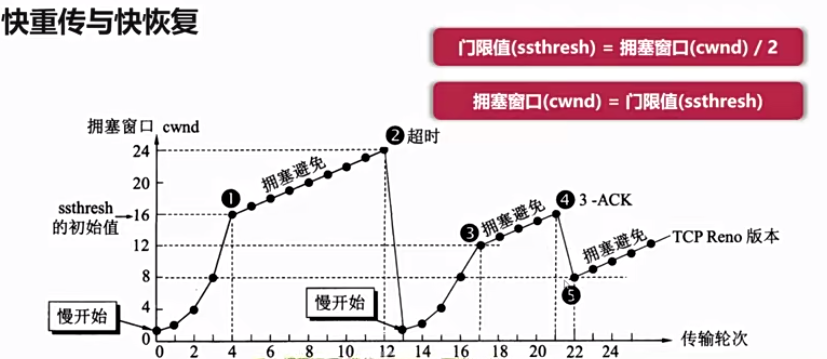 快重传与快恢复
门限值(ssthresh) = 拥塞窗口(cwnd) / 2
拥塞窗口(cwnd) = 门限值(ssthresh)
拥塞窗口 cwnd
24
20
16
12
8
4
0
ssthresh
的初始值
❶
拥塞避免
❷ 超时
❸ 拥塞避免
❹ 3 -ACK
❺
拥塞避免
TCP Reno 版本
慢开始
慢开始
0 2 4 6 8 10 12 14 16 18 20 22 24
传输轮次